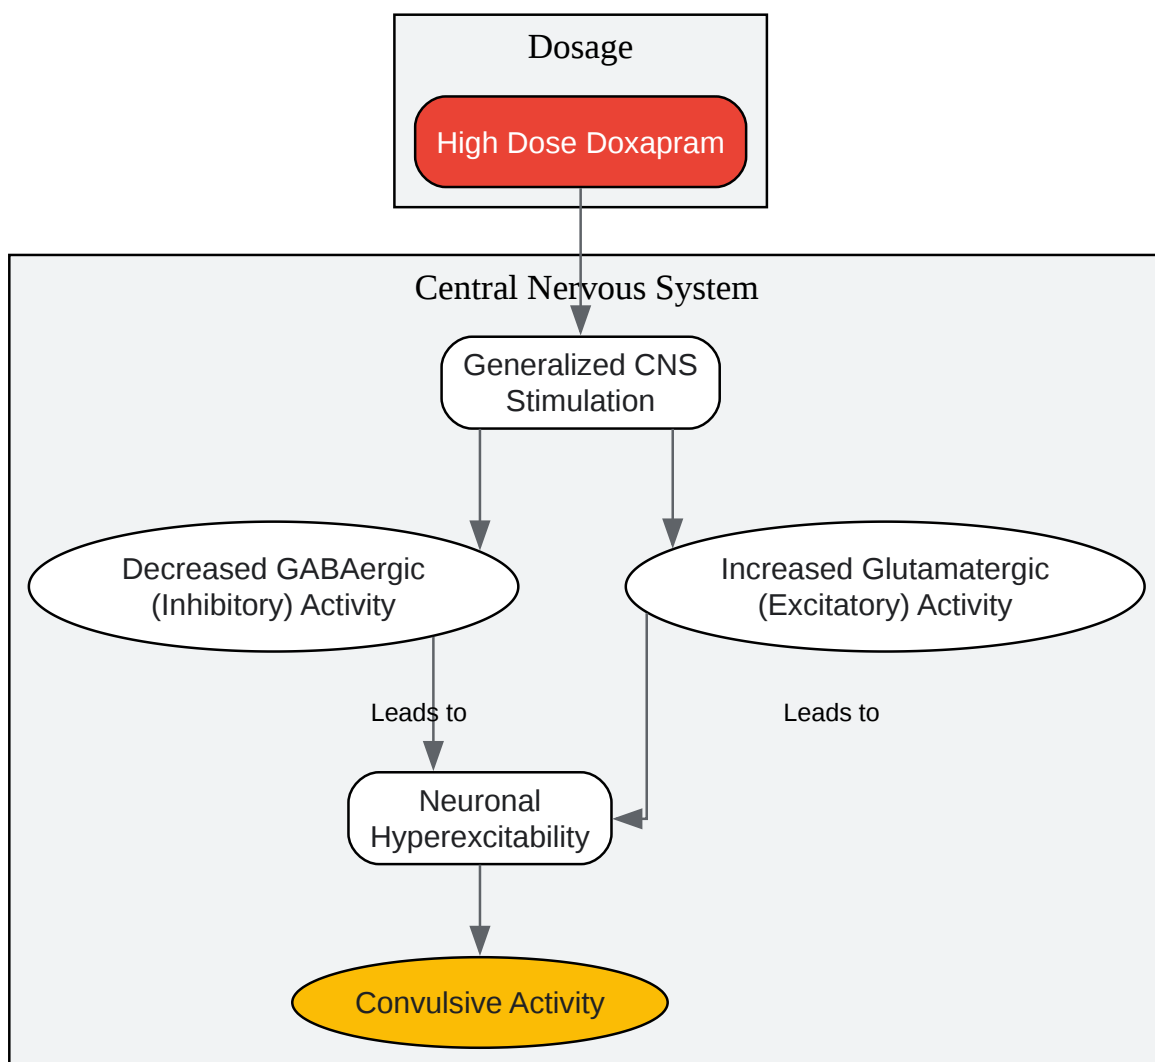 Dosage
High Dose Doxapram
Central Nervous System
Generalized CNS
Stimulation
Decreased GABAergic
(Inhibitory) Activity
Increased Glutamatergic
(Excitatory) Activity
Leads to
Leads to
Neuronal
Hyperexcitability
Convulsive Activity